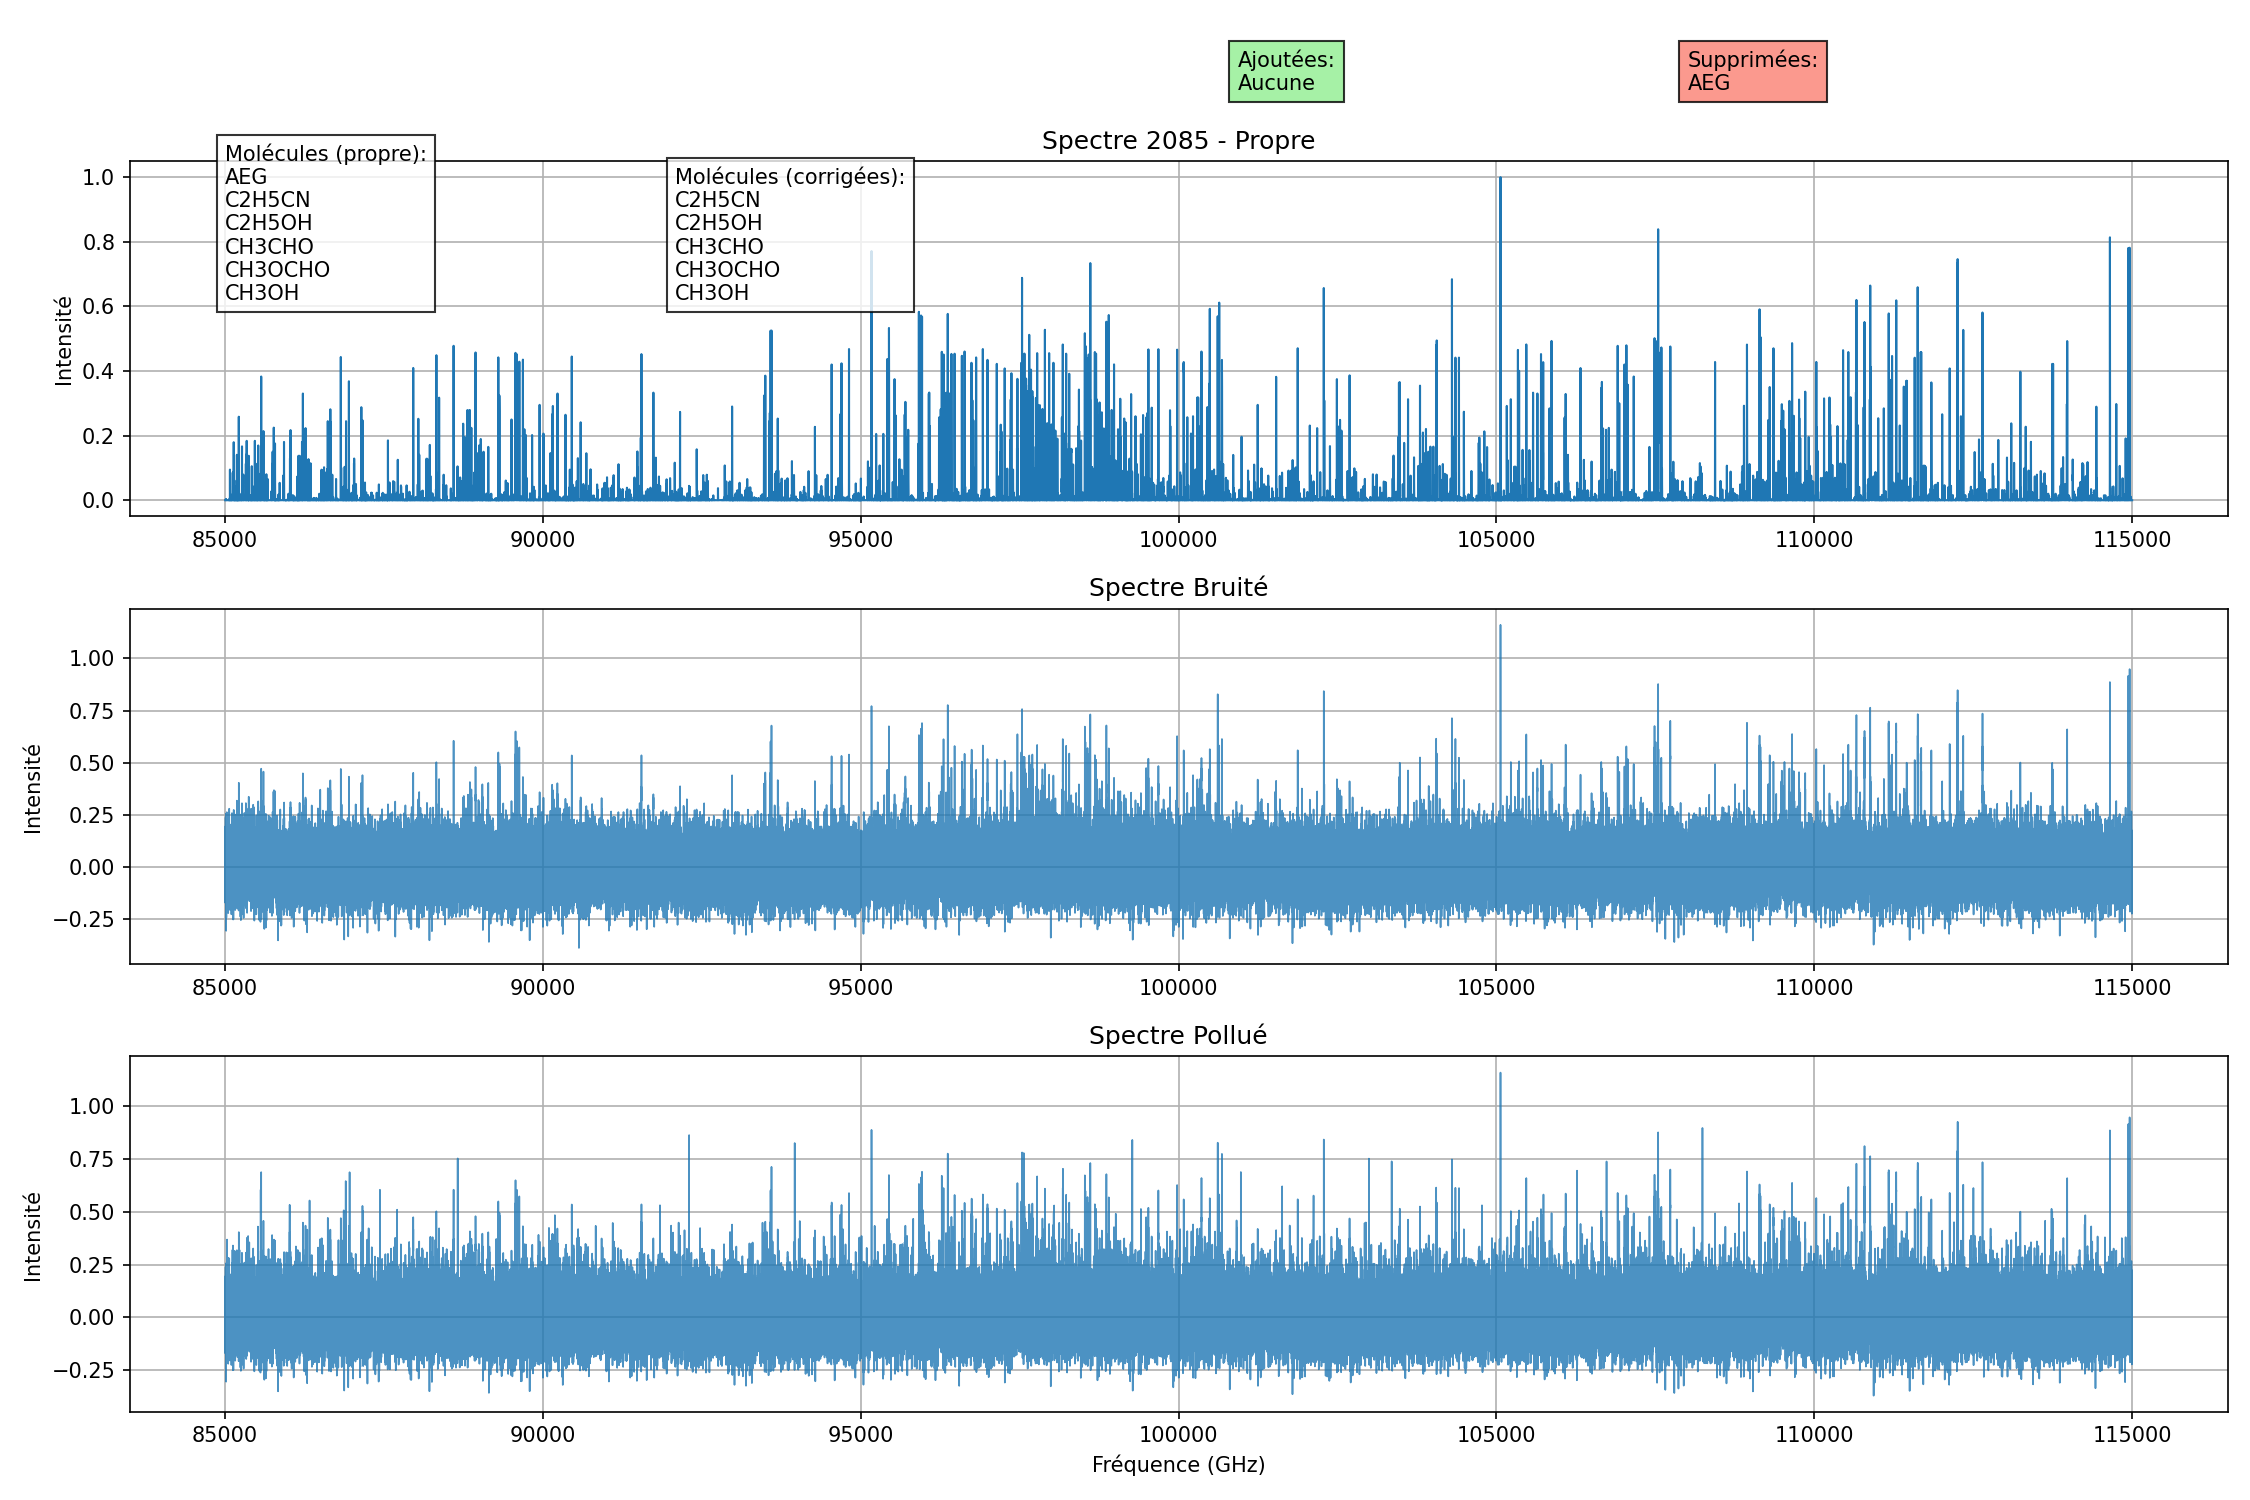 Ajoutées:
Aucune
Supprimées:
AEG
Spectre 2085 - Propre
Molécules (propre):
AEG
C2H5CN
C2H5OH
CH3CHO
CH3OCHO
CH3OH
Molécules (corrigées):
C2H5CN
C2H5OH
CH3CHO
CH3OCHO
CH3OH
Intensité
1.0
0.8
0.6
0.4
0.2
0.0
85000 90000 95000 100000 105000 110000 115000
Spectre Bruité
Intensité
1.00
0.75
0.50
0.25
0.00
−0.25
85000 90000 95000 100000 105000 110000 115000
Spectre Pollué
Intensité
1.00
0.75
0.50
0.25
0.00
−0.25
85000 90000 95000 100000 105000 110000 115000
Fréquence (GHz)